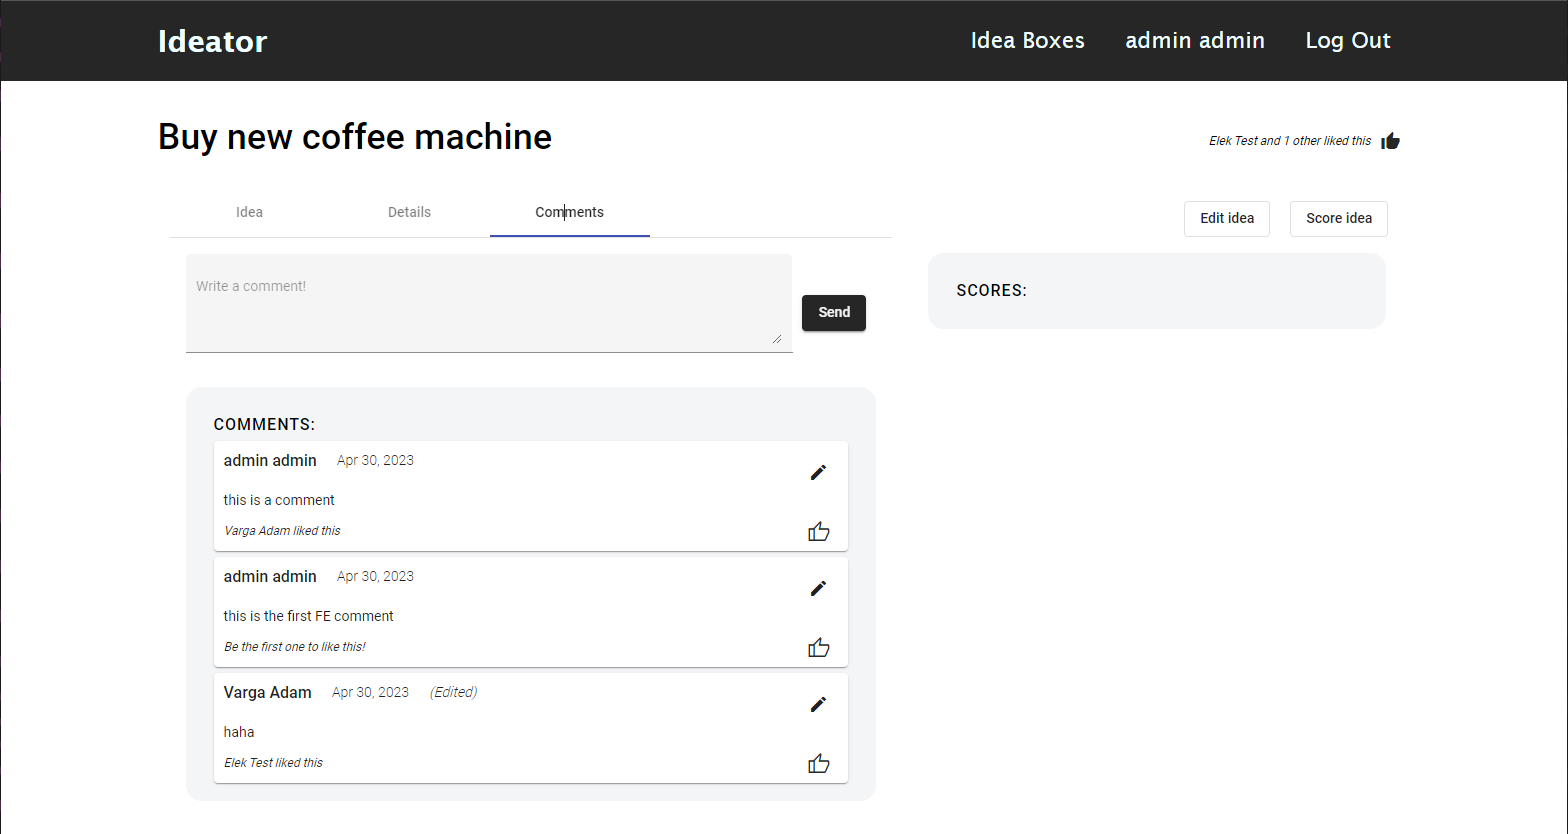 Ideator
Idea Boxes admin admin Log Out
Buy new coffee machine
Elek Test and 1 other liked this
Idea Details Comments
Edit idea Score idea
Write a comment!
Send
SCORES:
COMMENTS:
admin admin Apr 30, 2023
this is a comment
Varga Adam liked this
admin admin Apr 30, 2023
this is the first FE comment
Be the first one to like this!
Varga Adam Apr 30, 2023 (Edited)
haha
Elek Test liked this